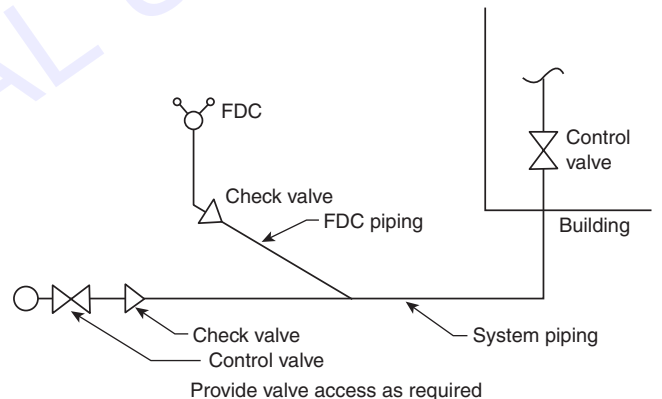 FDC
Control
valve
Check valve
FDC piping
Building
Check valve
System piping
Control valve
Provide valve access as required